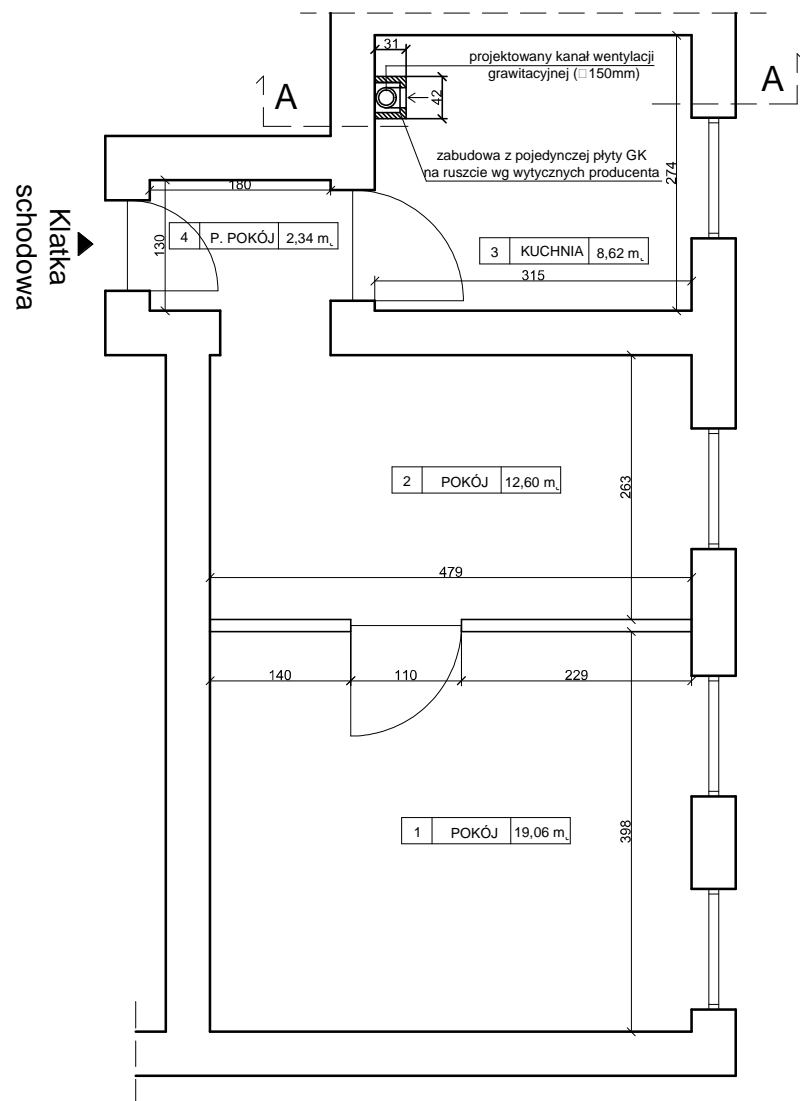 31
projektowany kanał wentylacji
grawitacyjnej (□150mm)
A
A
42
zabudowa z pojedynczej płyty GK
na ruszcie wg wytycznych producenta
274
180
Klatka
schodowa
130
4 P. POKÓJ 2,34 m
3 KUCHNIA 8,62 m
315
2 POKÓJ 12,60 m
263
479
140
110
229
1 POKÓJ 19,06 m
398